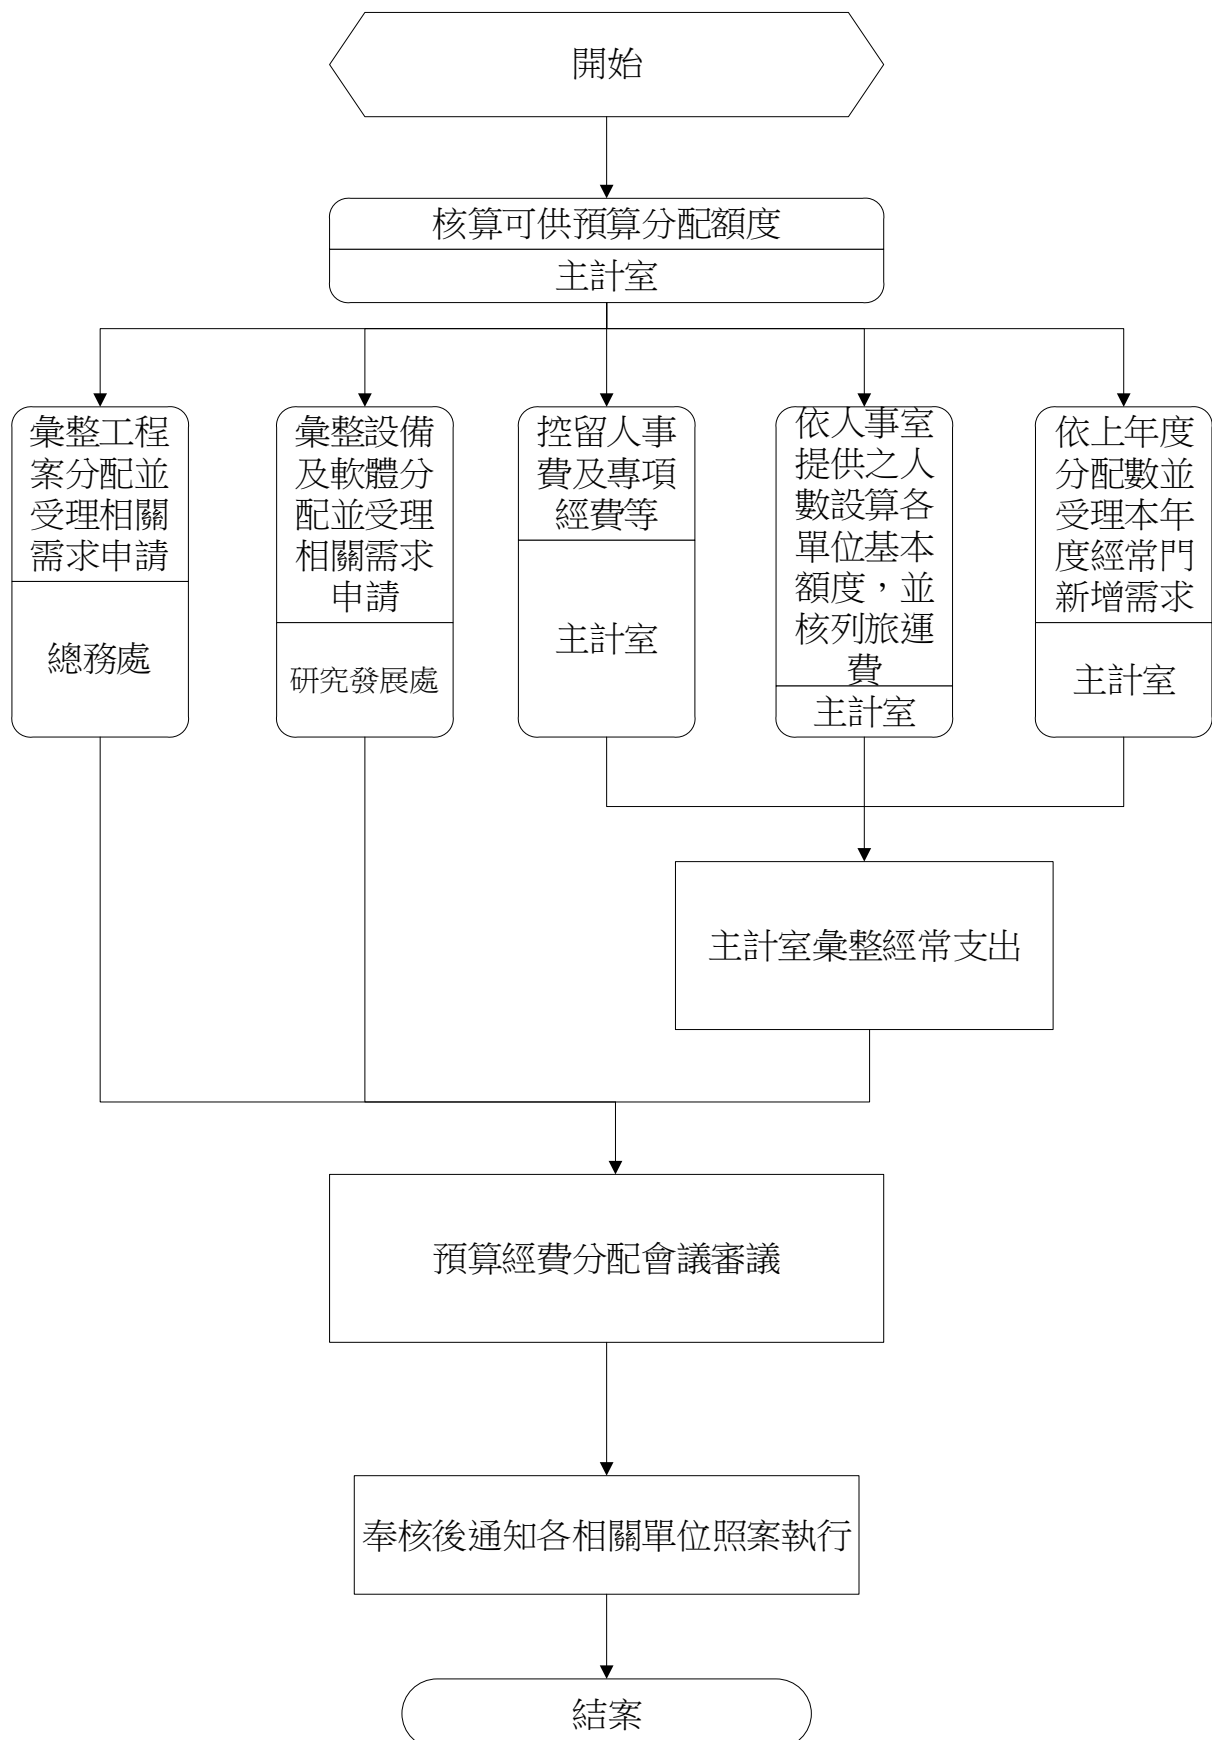 開始
核算可供預算分配額度
主計室
彙整工程
案分配並
受理相關
需求申請
總務處
彙整設備
及軟體分
配並受理
相關需求
申請
研究發展處
控留人事
費及專項
經費等
主計室
依人事室
提供之人
數設算各
單位基本
額度，並
核列旅運
費
主計室
依上年度
分配數並
受理本年
度經常門
新增需求
主計室
主計室彙整經常支出
預算經費分配會議審議
奉核後通知各相關單位照案執行
結案